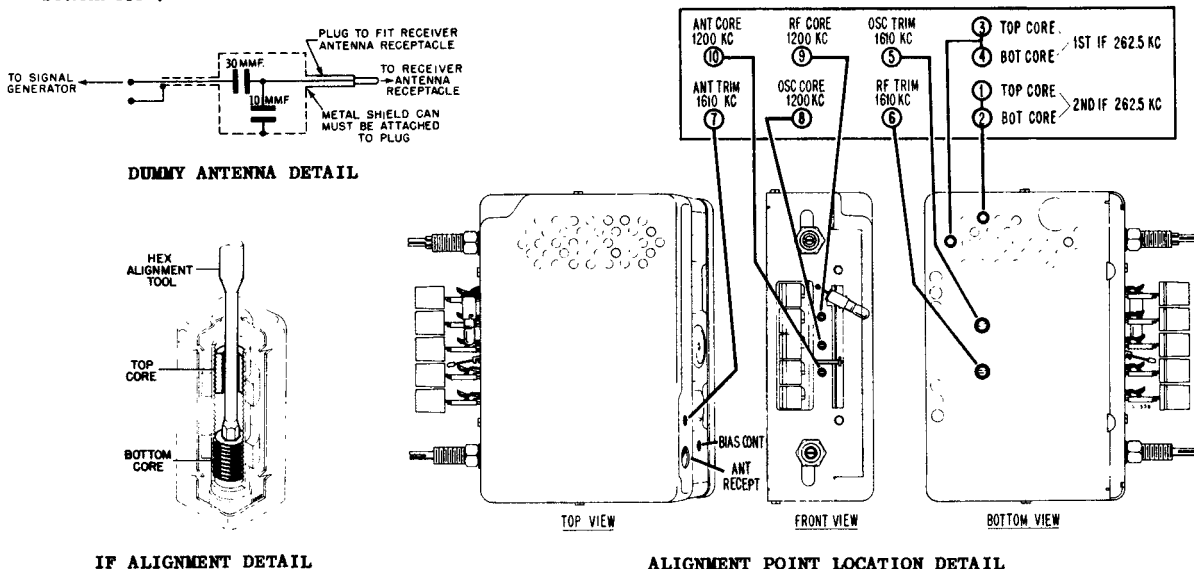 PLUG TO FIT RECEIVER
ANTENNA RECEPTACLE
TO SIGNAL
GENERATOR
30 MMF.
10 MMF
TO RECEIVER
ANTENNA
RECEPTACLE
METAL SHIELD CAN
MUST BE ATTACHED
TO PLUG
DUMMY ANTENNA DETAIL
ANT CORE
1200 KC
10
RF CORE
1200 KC
9
OSC TRIM
1610 KC
5
3 TOP CORE
4 BOT CORE
1ST IF 262.5 KC
ANT TRIM
1610 KC
7
OSC CORE
1200 KC
8
RF TRIM
1610 KC
6
1 TOP CORE
2 BOT CORE
2ND IF 262.5 KC
HEX
ALIGNMENT
TOOL
TOP
CORE
BOTTOM
CORE
IF ALIGNMENT DETAIL
BIAS CONT
ANT
RECEPT
TOP VIEW
FRONT VIEW
BOTTOM VIEW
ALIGNMENT POINT LOCATION DETAIL